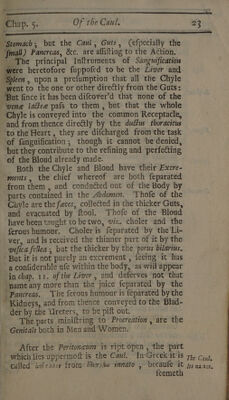 Chap. 5. Of the Caul. 23
Stomach; but the Caul, Guts, (eſpecially the
ſmall) Pancreas, &c. are aſſiſting to the Action.
The principal Inſtroments of Sanguification
were heretofore ſuppoſ'd to be the Liver and
Spleen, upon a preſumption that all the Chyle
went to the one or other directly from the Guts:
But ſince it has been diſcover'd that none of the
venæ lacteæ paſs to them, but that the whole
Chyle is conveyed into the common Receptacle,
and from thence directly by the ductus thoracicus
to the Heart, they are diſcharged from the task
of ſanguification; though it cannot be denied,
but they contribute to the refining and perfecting
of the Bloud already made.
Both the Chyle and Bloud have their Excre-
ments, the chief whereof are both ſeparated
from them, and conducted out of the Body by
parts contained in the Abdomen. Thoſe of the
Chyle are the fæces, collected in the thicker Guts,
and evacuated by ſtool. Thoſe of the Bloud
have been taught to be two, viz. choler and the
ſerous humour. Choler is ſeparated by the Li-
ver, and is received the thinner part of it by the
veſica fellea; but the thicker by the porus bilarius.
But it is not purely an excrement, ſeeing it has
a conſiderable uſe within the body, as will appear
in chap. 11. of the Liver, and deſerves not that
name any more than the juice ſeparated by the
Pancreas. The ſerous humour is ſeparated by the
Kidneys, and from thence conveyed to the Blad-
der by the Ureters, to be piſt out.
The parts miniſtring to Procreation, are the
Genitals both in Men and Women.
After the Peritonæum is ript open, the part
which lies uppermoſt is the Caul. In Greek it is The Caul,
called from innato, becauſe it Its names.
ſeemeth